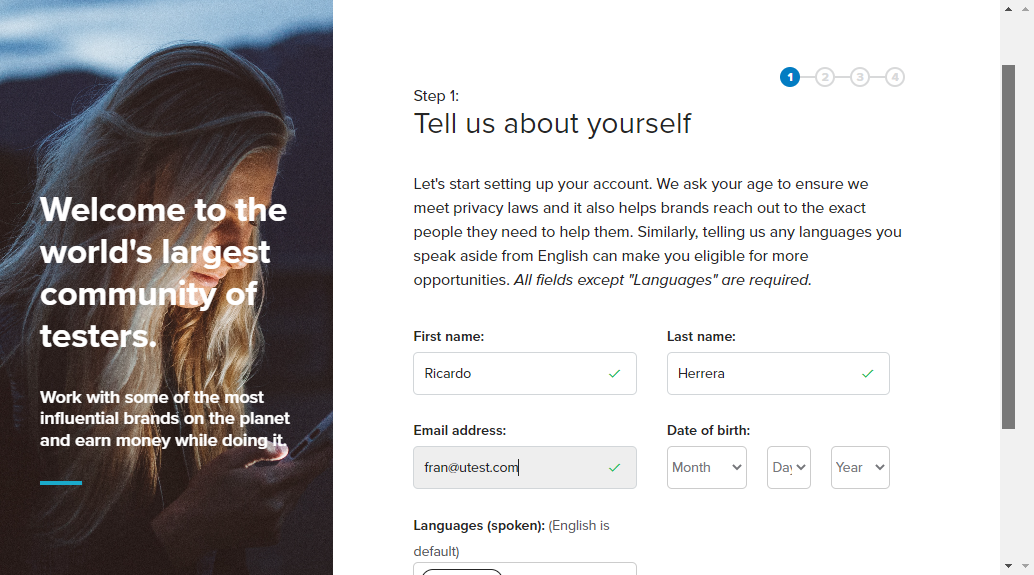 Welcome to the
world's largest
community of
testers.
Work with some of the most
influential brands on the planet
and earn money while doing it.
1 2 3 4
Step 1:
Tell us about yourself
Let's start setting up your account. We ask your age to ensure we
meet privacy laws and it also helps brands reach out to the exact
people they need to help them. Similarly, telling us any languages you
speak aside from English can make you eligible for more
opportunities. All fields except "Languages" are required.
First name: Last name:
Ricardo Herrera
Email address: Date of birth:
fran@utest.com Month Day Year
Languages (spoken): (English is
default)